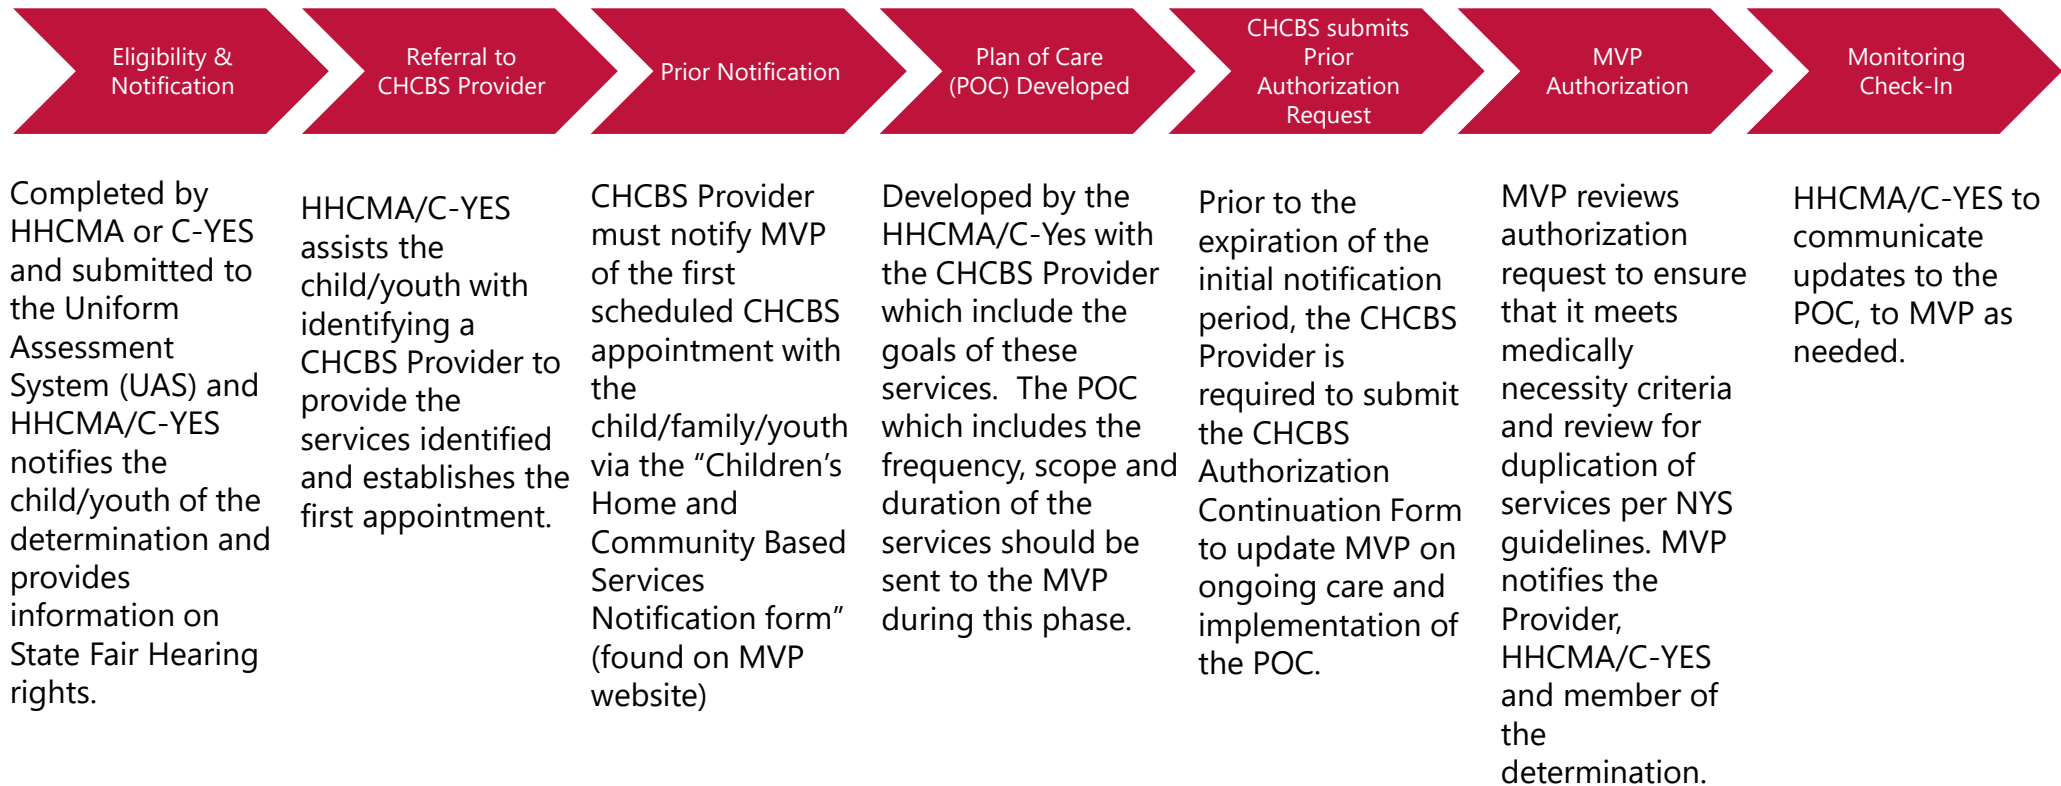 Eligibility &
Notification
Referral to
CHCBS Provider
Prior Notification
Plan of Care
(POC) Developed
CHCBS submits
Prior
Authorization
Request
MVP
Authorization
Monitoring
Check-In
Completed by
HHCMA or C-YES
and submitted to
the Uniform
Assessment
System (UAS) and
HHCMA/C-YES
notifies the
child/youth of the
determination and
provides
information on
State Fair Hearing
rights.
HHCMA/C-YES
assists the
child/youth with
identifying a
CHCBS Provider to
provide the
services identified
and establishes the
first appointment.
CHCBS Provider
must notify MVP
of the first
scheduled CHCBS
appointment with
the
child/family/youth
via the “Children’s
Home and
Community Based
Services
Notification form”
(found on MVP
website)
Developed by the
HHCMA/C-Yes with
the CHCBS Provider
which include the
goals of these
services.  The POC
which includes the
frequency, scope and
duration of the
services should be
sent to the MVP
during this phase.
Prior to the
expiration of the
initial notification
period, the CHCBS
Provider is
required to submit
the CHCBS
Authorization
Continuation Form
to update MVP on
ongoing care and
implementation of
the POC.
MVP reviews
authorization
request to ensure
that it meets
medically
necessity criteria
and review for
duplication of
services per NYS
guidelines. MVP
notifies the
Provider,
HHCMA/C-YES
and member of
the
determination.
HHCMA/C-YES to
communicate
updates to the
POC, to MVP as
needed.